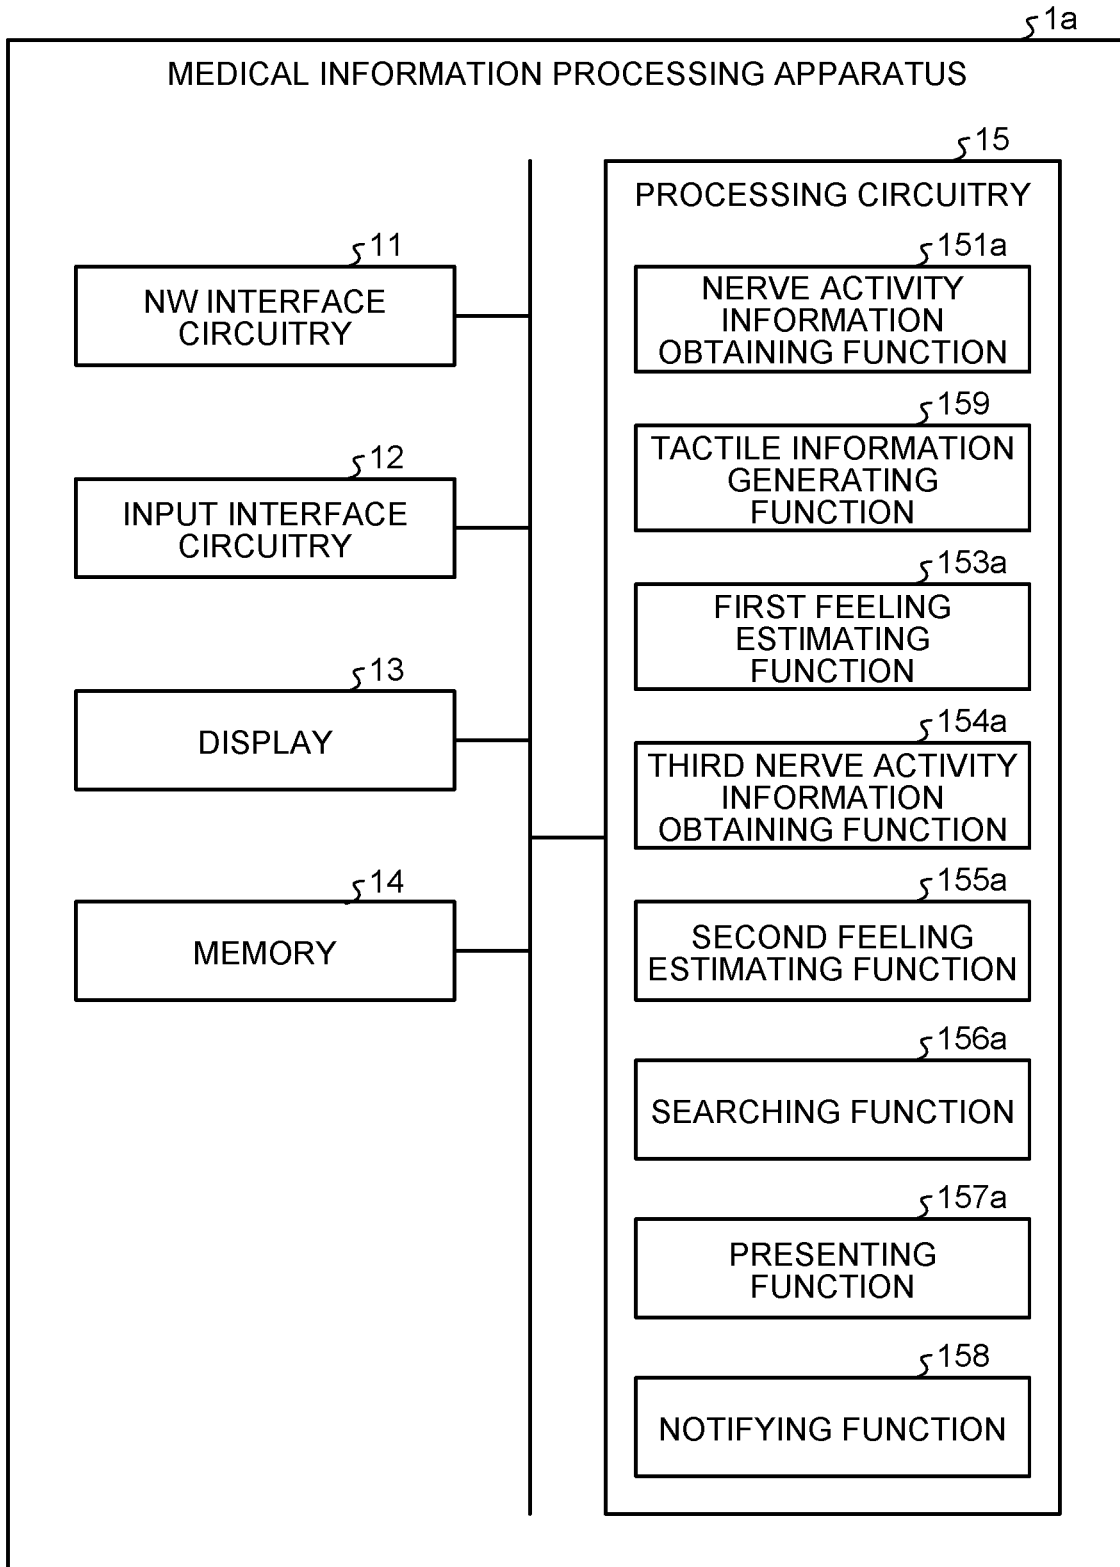 1a
MEDICAL INFORMATION PROCESSING APPARATUS
11
NW INTERFACE
CIRCUITRY
12
INPUT INTERFACE
CIRCUITRY
13
DISPLAY
14
MEMORY
15
PROCESSING CIRCUITRY
151a
NERVE ACTIVITY
INFORMATION
OBTAINING FUNCTION
159
TACTILE INFORMATION
GENERATING
FUNCTION
153a
FIRST FEELING
ESTIMATING
FUNCTION
154a
THIRD NERVE ACTIVITY
INFORMATION
OBTAINING FUNCTION
155a
SECOND FEELING
ESTIMATING FUNCTION
156a
SEARCHING FUNCTION
157a
PRESENTING
FUNCTION
158
NOTIFYING FUNCTION